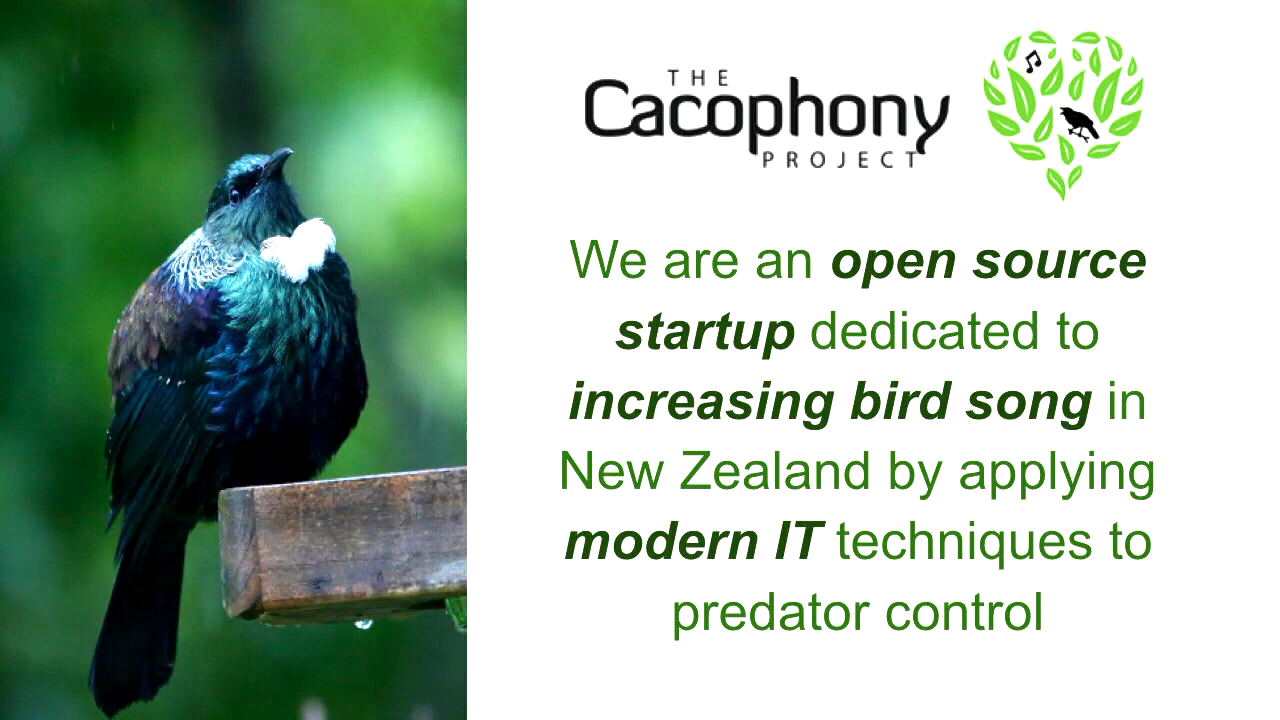 THE
Cacophony
PROJECT
We are an open source
startup dedicated to
increasing bird song in
New Zealand by applying
modern IT techniques to
predator control